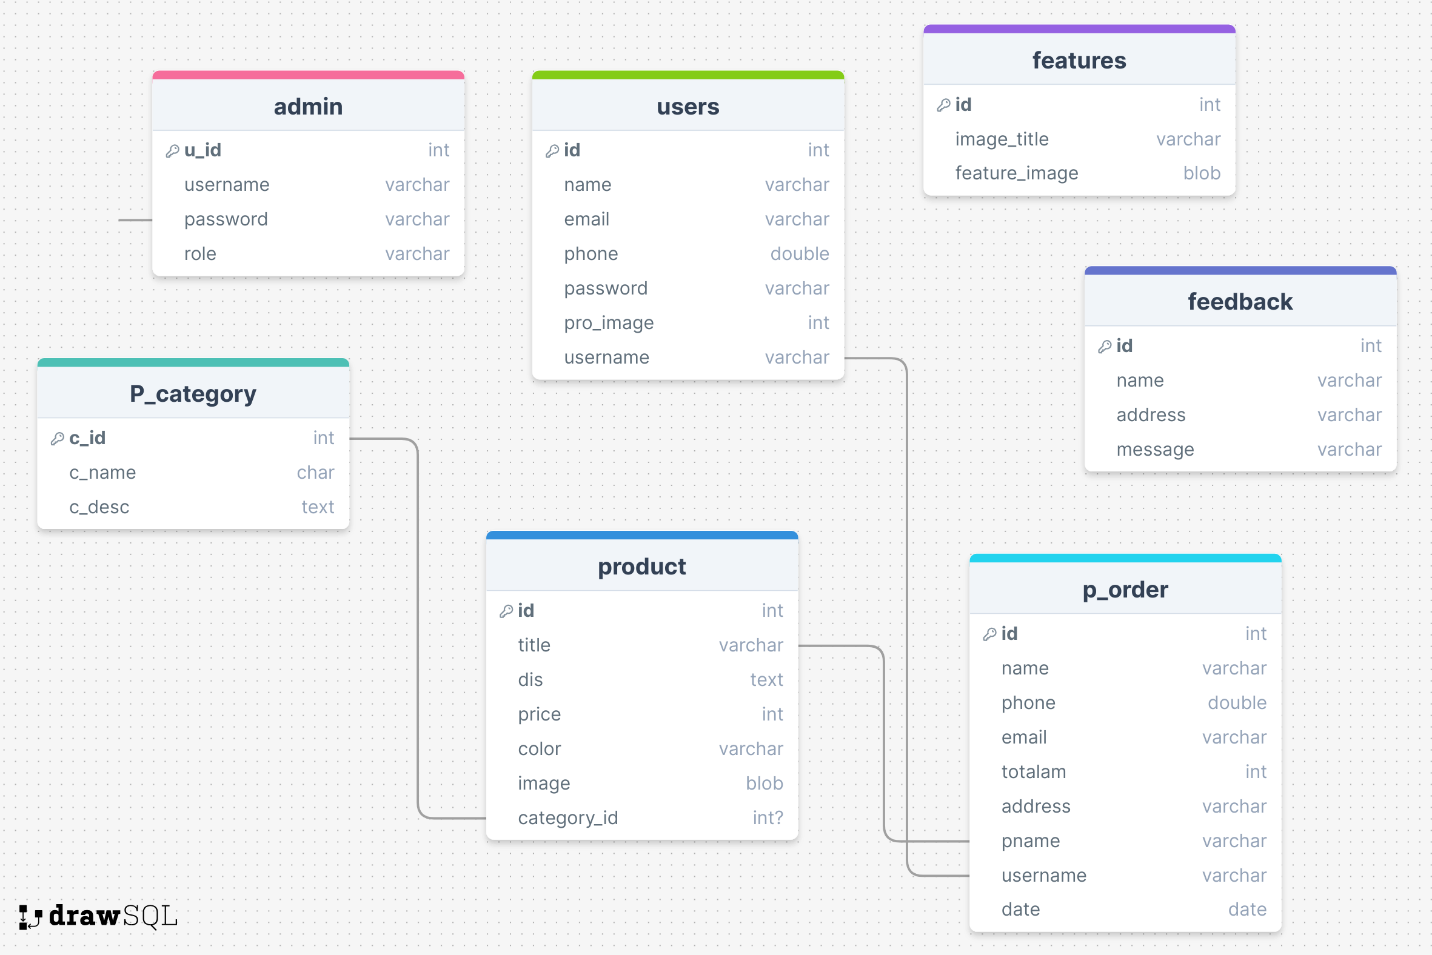 admin
u_id int
username varchar
password varchar
role varchar
users
id int
name varchar
email varchar
phone double
password varchar
pro_image int
username varchar
features
id int
image_title varchar
feature_image blob
feedback
id int
name varchar
address varchar
message varchar
P_category
c_id int
c_name char
c_desc text
product
id int
title varchar
dis text
price int
color varchar
image blob
category_id int?
p_order
id int
name varchar
phone double
email varchar
totalam int
address varchar
pname varchar
username varchar
date date
drawSQL